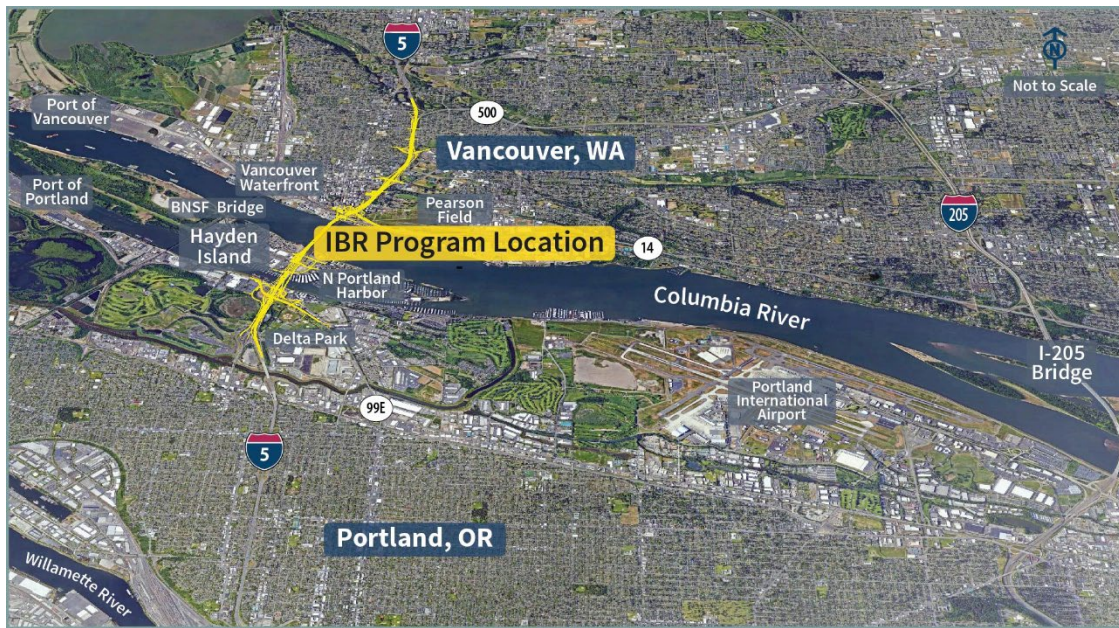 5
N
Not to Scale
Port of
Vancouver
500
Vancouver, WA
Vancouver
Waterfront
Port of
Portland
BNSF Bridge
Pearson
Field
205
Hayden
Island
IBR Program Location
14
N Portland
Harbor
Columbia River
Delta Park
I-205
Bridge
Portland
International
Airport
99E
5
Portland, OR
Willamette River